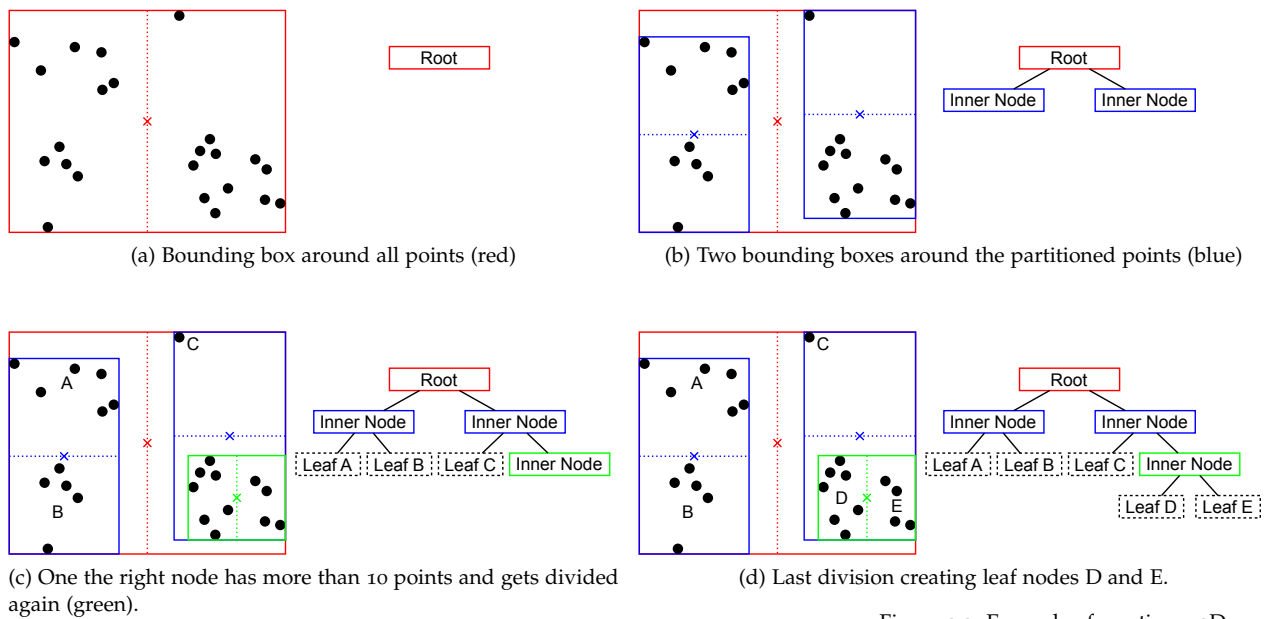 Root
(a) Bounding box around all points (red)
Root
Inner Node Inner Node
(b) Two bounding boxes around the partitioned points (blue)
C
A
B
Root
Inner Node Inner Node
Leaf A Leaf B Leaf C Inner Node
(c) One the right node has more than 10 points and gets divided
again (green).
C
A
B
D
E
Root
Inner Node Inner Node
Leaf A Leaf B Leaf C Inner Node
Leaf D Leaf E
(d) Last division creating leaf nodes D and E.